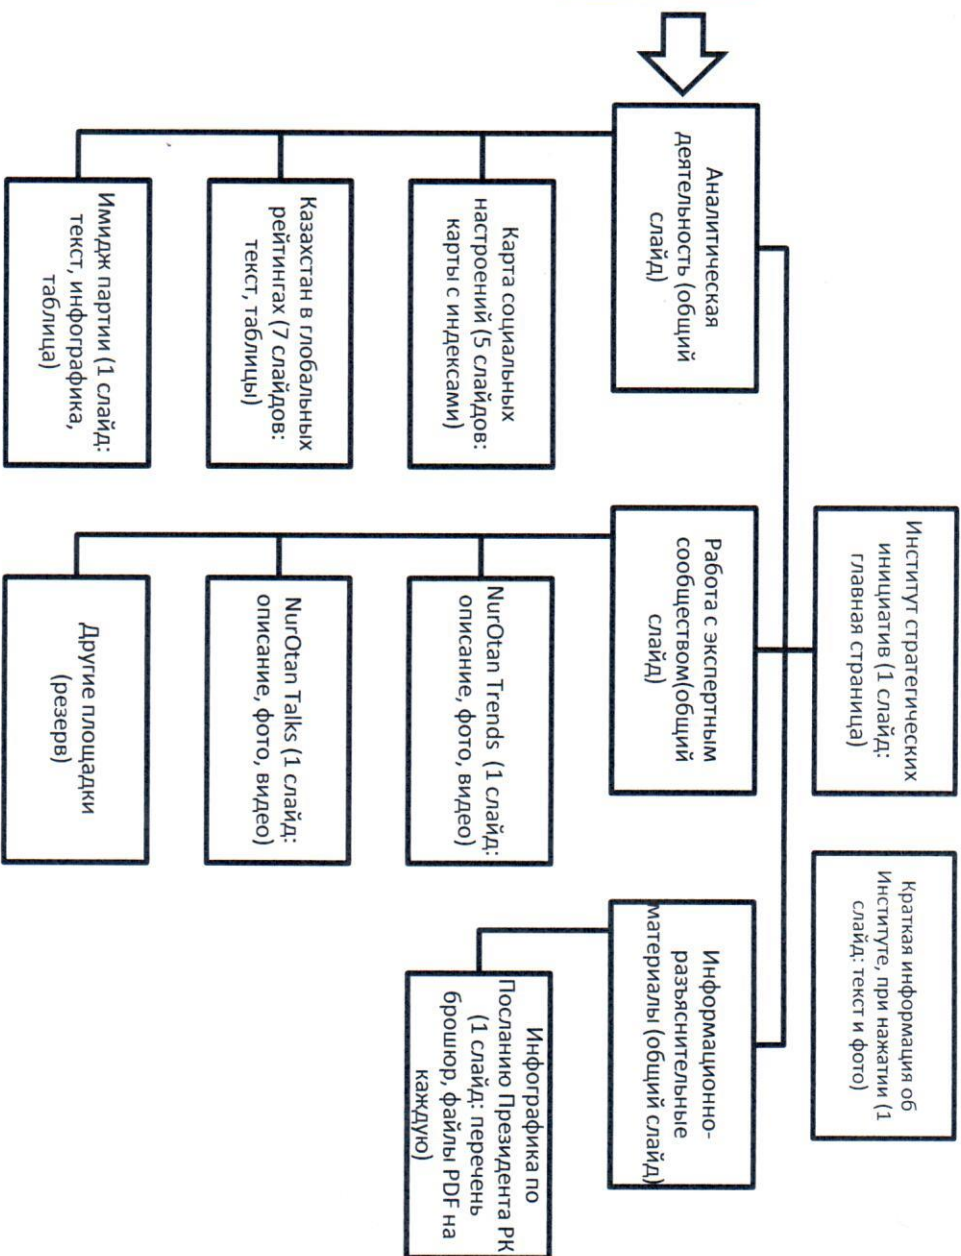 Институт стратегических
инициатив (1 слайд:
главная страница)
Краткая информация об
Институте, при нажатии (1
слайд: текст и фото)
Аналитическая
деятельность (общий
слайд)
Работа с экспертным
сообществом(общий
слайд)
Информационно-
разъяснительные
материалы (общий слайд)
Карта социальных
настроений (5 слайдов:
карты с индексами)
NurOtan Trends (1 слайд:
описание, фото, видео)
Инфографика по
Посланию Президента РК
(1 слайд: перечень
брошюр, файлы PDF на
каждую)
Казахстан в глобальных
рейтингах (7 слайдов:
текст, таблицы)
NurOtan Talks (1 слайд:
описание, фото, видео)
Имидж партии (1 слайд:
текст, инфографика,
таблица)
Другие площадки
(резерв)